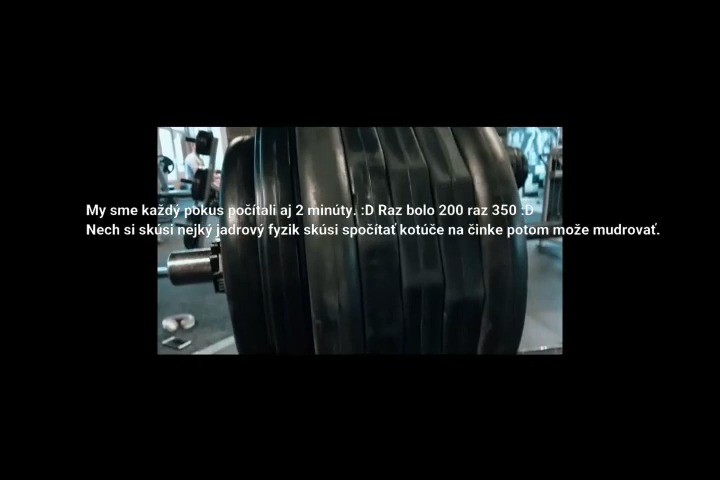 My sme každý pokus počítali aj 2 minúty. :D Raz bolo 200 raz 350 :D
Nech si skúsi nejký jadrový fyzik skúsi spočítať kotúče na činke potom može mudrovať.